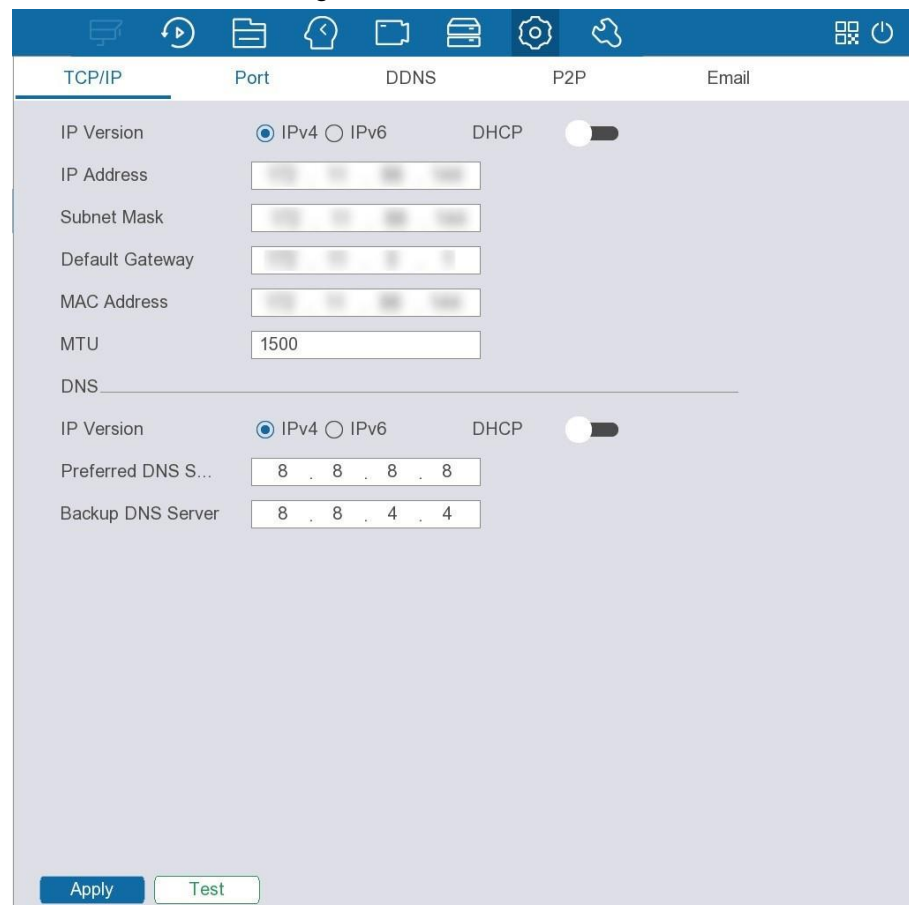 TCP/IP Port DDNS P2P Email
IP Version IPv4 IPv6 DHCP
IP Address
Subnet Mask
Default Gateway
MAC Address
MTU 1500
DNS
IP Version IPv4 IPv6 DHCP
Preferred DNS S... 8 . 8 . 8 . 8
Backup DNS Server 8 . 8 . 4 . 4
Apply Test